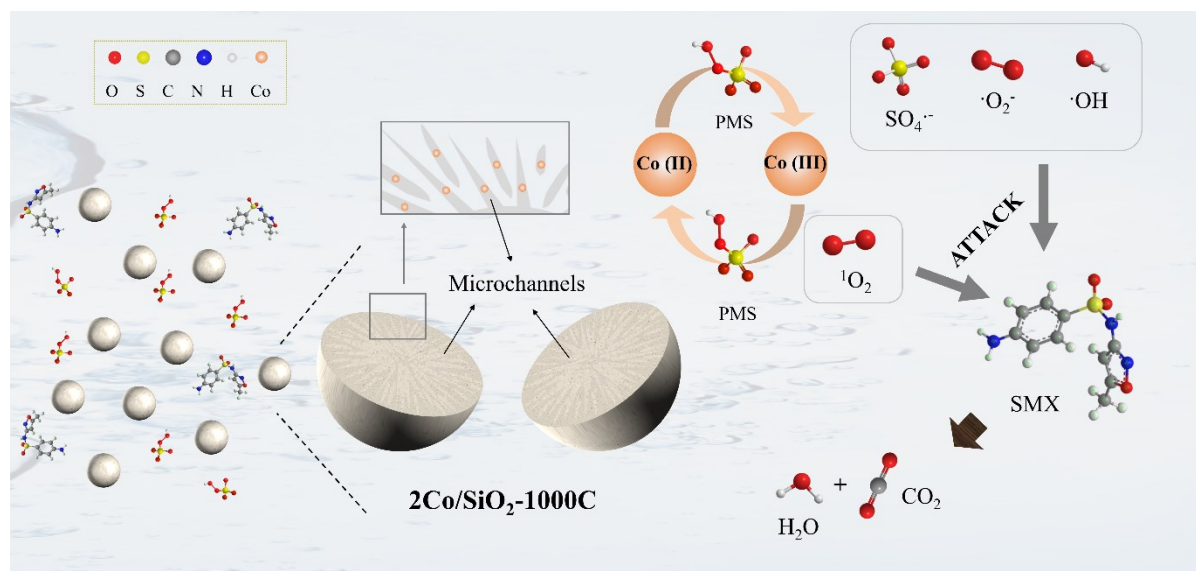 O S C N H Co
PMS
SO₄·⁻
·O₂⁻
·OH
Co (II)
Co (III)
ATTACK
¹O₂
Microchannels
PMS
SMX
2Co/SiO₂-1000C
H₂O + CO₂